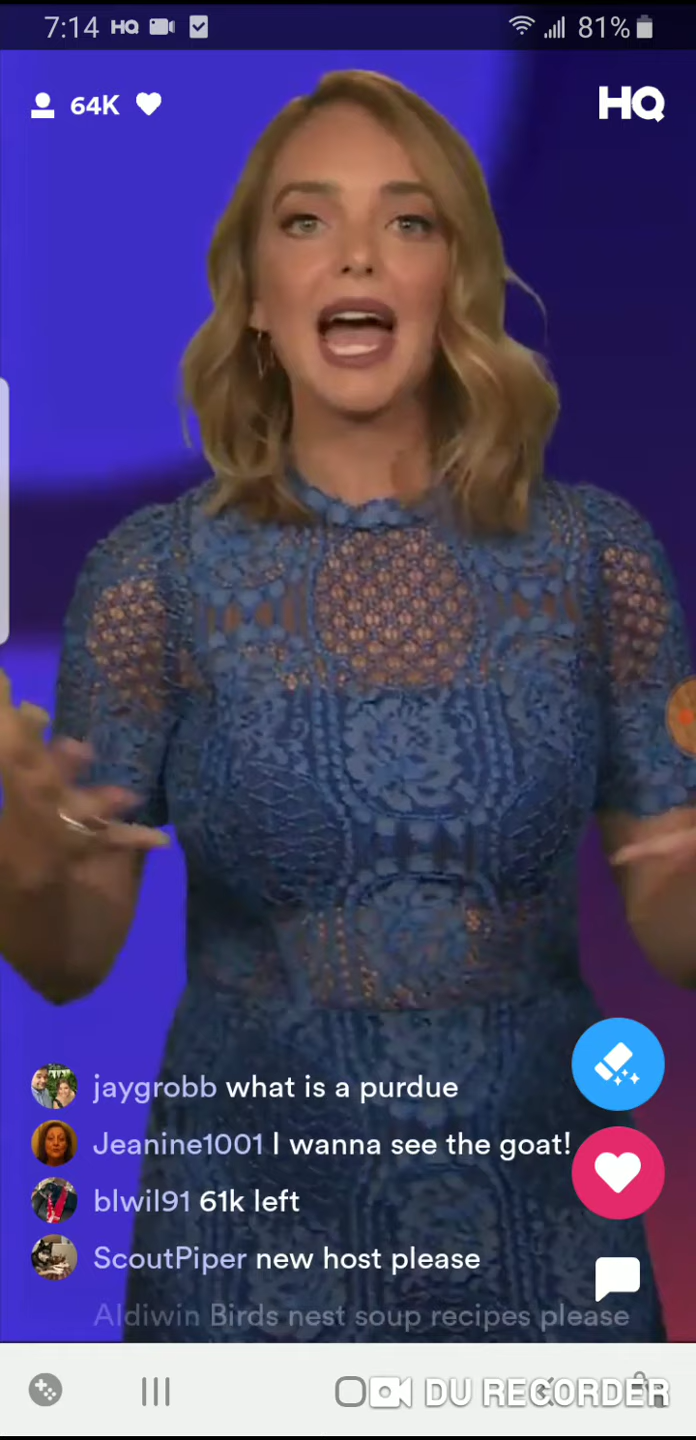 7:14 HQ 81%
64K HQ
jaygrobb what is a purdue
Jeanine1001 I wanna see the goat!
blwil91 61k left
ScoutPiper new host please
Aldiwin Birds nest soup recipes please
DU RECORDER